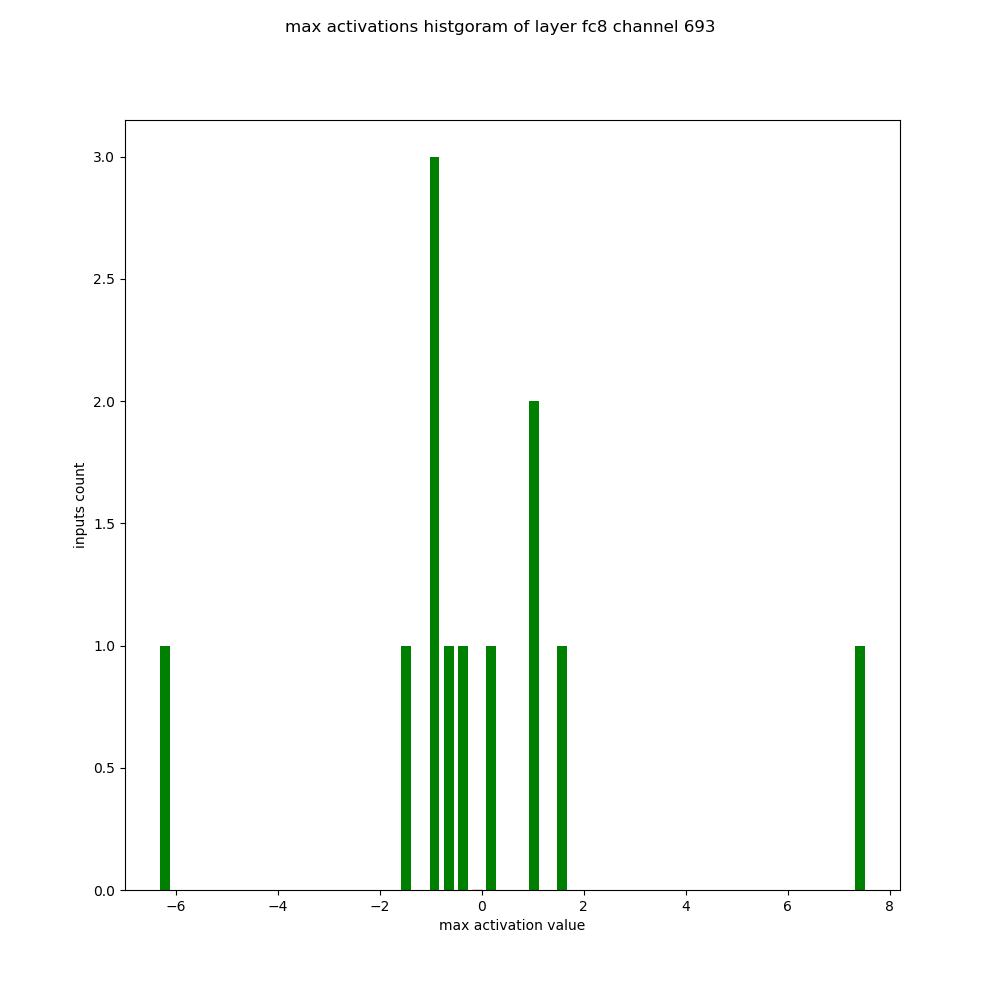 max activations histgoram of layer fc8 channel 693
3.0
2.5
2.0
1.5
1.0
0.5
0.0
inputs count
−6 −4 −2 0 2 4 6 8
max activation value